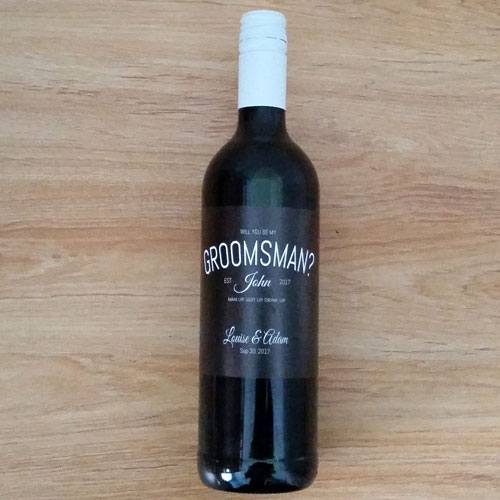 WILL YOU BE MY
GROOMSMAN?
EST John 2017
MAN UP SUIT UP DRINK UP
Louise & Adam
Sep 30, 2017